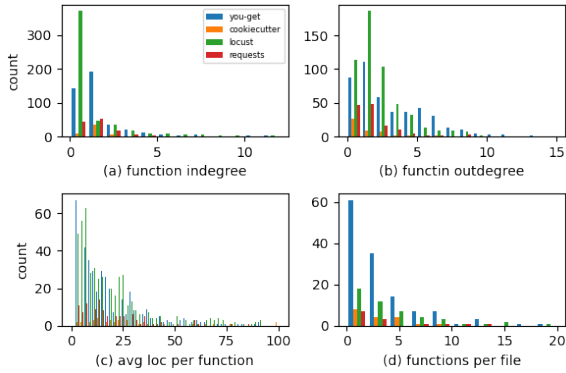 you-get
cookiecutter
locust
requests
count
300
200
100
0
0 5 10
(a) function indegree
150
100
50
0
0 5 10 15
(b) functin outdegree
count
60
40
20
0
0 25 50 75 100
(c) avg loc per function
60
40
20
0
0 5 10 15 20
(d) functions per file